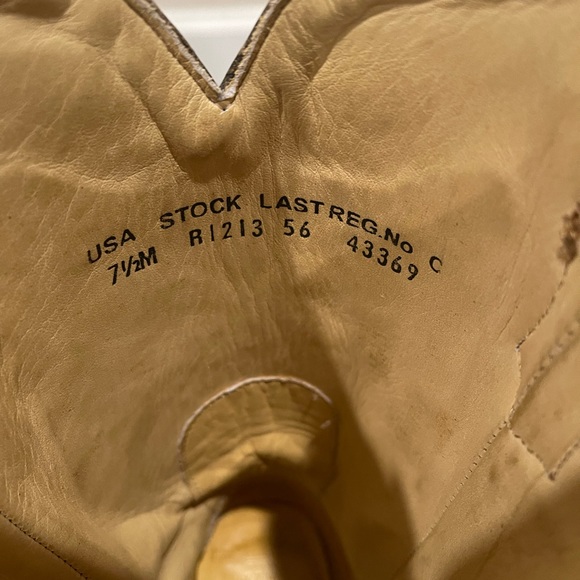 USA STOCK LAST REG.No C
7½M R1213 56 43369